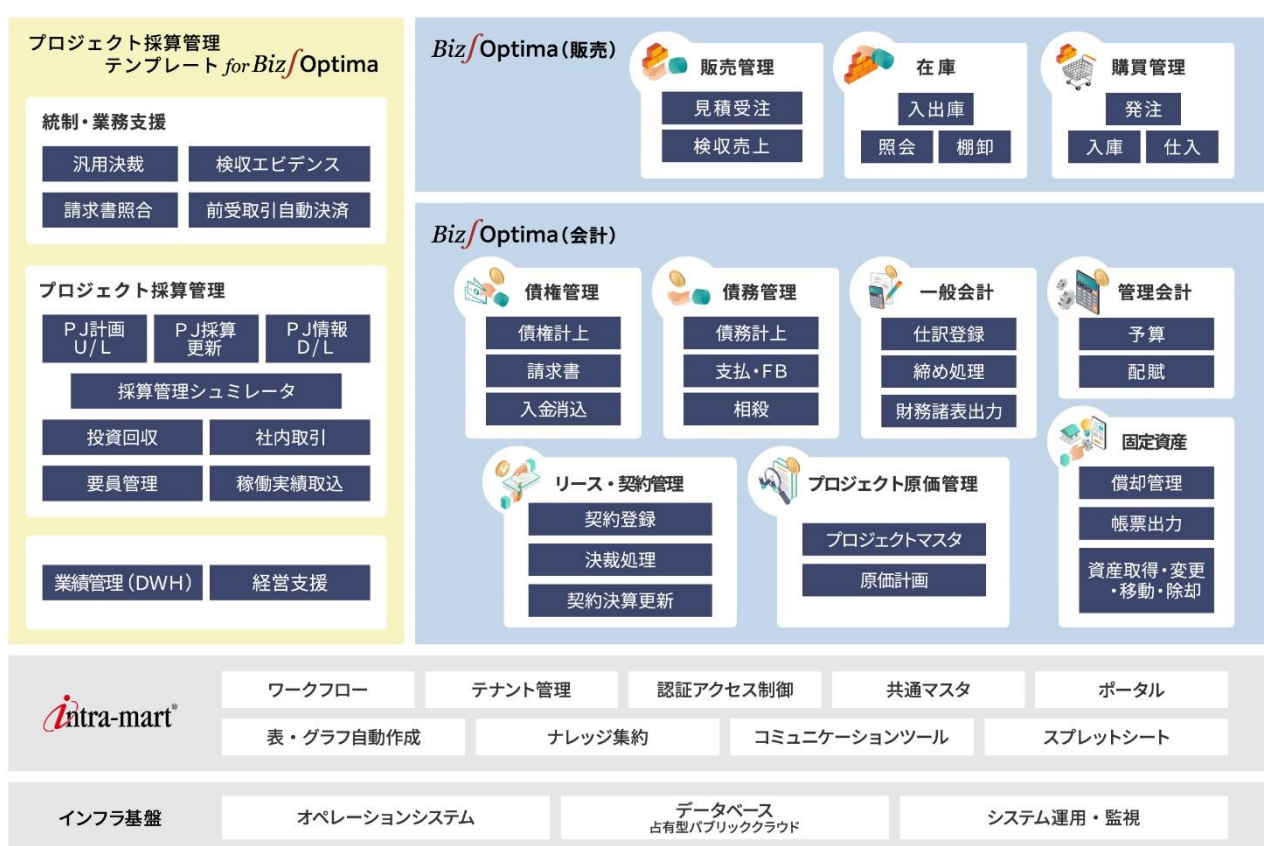 プロジェクト採算管理
テンプレート for Biz∫Optima
統制・業務支援
汎用決裁
検収エビデンス
請求書照合
前受取引自動決済
プロジェクト採算管理
PJ計画
U/L
PJ採算
更新
PJ情報
D/L
採算管理シュミレータ
投資回収
社内取引
要員管理
稼働実績取込
業績管理(DWH)
経営支援
Biz∫Optima(販売)
販売管理
見積受注
検収売上
在庫
入出庫
照会
棚卸
購買管理
発注
入庫
仕入
Biz∫Optima(会計)
債権管理
債権計上
請求書
入金消込
債務管理
債務計上
支払・FB
相殺
一般会計
仕訳登録
締め処理
財務諸表出力
管理会計
予算
配賦
リース・契約管理
契約登録
決裁処理
契約決算更新
プロジェクト原価管理
プロジェクトマスタ
原価計画
固定資産
償却管理
帳票出力
資産取得・変更
・移動・除却
intra-mart®
ワークフロー
テナント管理
認証アクセス制御
共通マスタ
ポータル
表・グラフ自動作成
ナレッジ集約
コミュニケーションツール
スプレットシート
インフラ基盤
オペレーションシステム
データベース
占有型パブリッククラウド
システム運用・監視